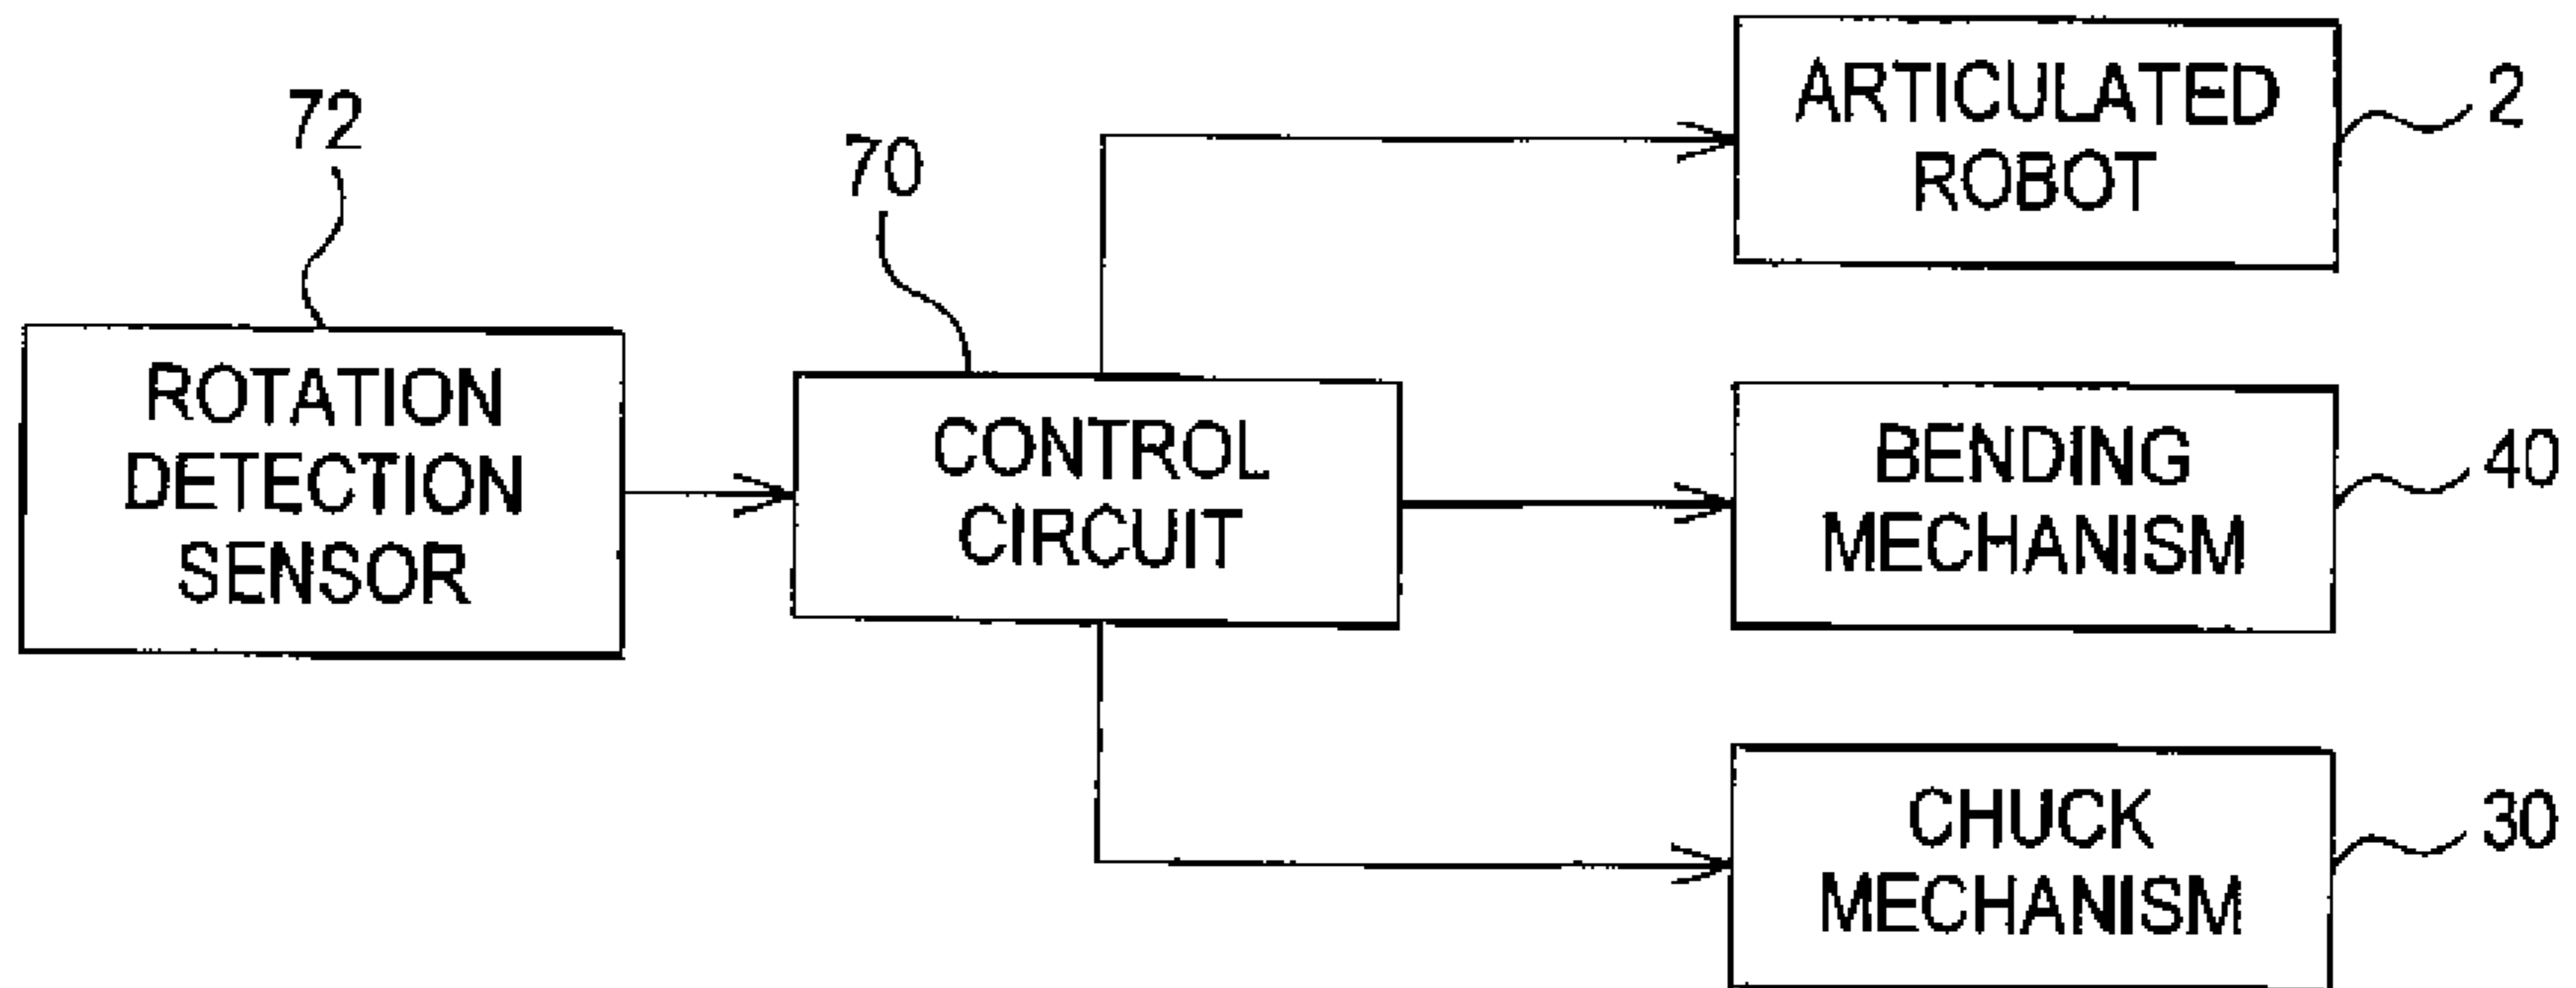 72
ROTATION
DETECTION
SENSOR
70
CONTROL
CIRCUIT
ARTICULATED
ROBOT
2
BENDING
MECHANISM
40
CHUCK
MECHANISM
30